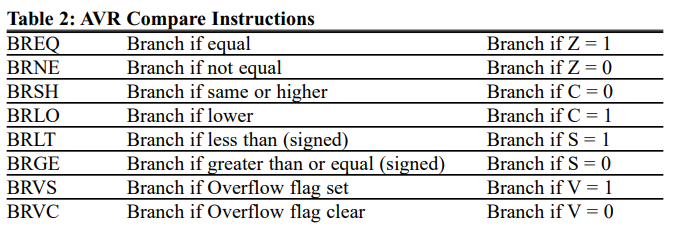 Table 2: AVR Compare Instructions
BREQ Branch if equal Branch if Z = 1
BRNE Branch if not equal Branch if Z = 0
BRSH Branch if same or higher Branch if C = 0
BRLO Branch if lower Branch if C = 1
BRLT Branch if less than (signed) Branch if S = 1
BRGE Branch if greater than or equal (signed) Branch if S = 0
BRVS Branch if Overflow flag set Branch if V = 1
BRVC Branch if Overflow flag clear Branch if V = 0